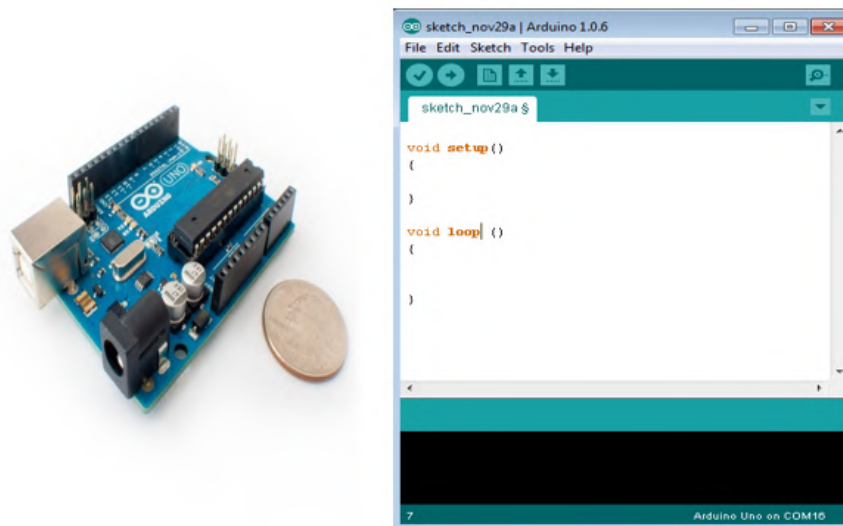 ARDUINO
UNO
sketch_nov29a | Arduino 1.0.6
File Edit Sketch Tools Help
sketch_nov29a §
void setup()
{
}
void loop ()
{
}
7
Arduino Uno on COM16